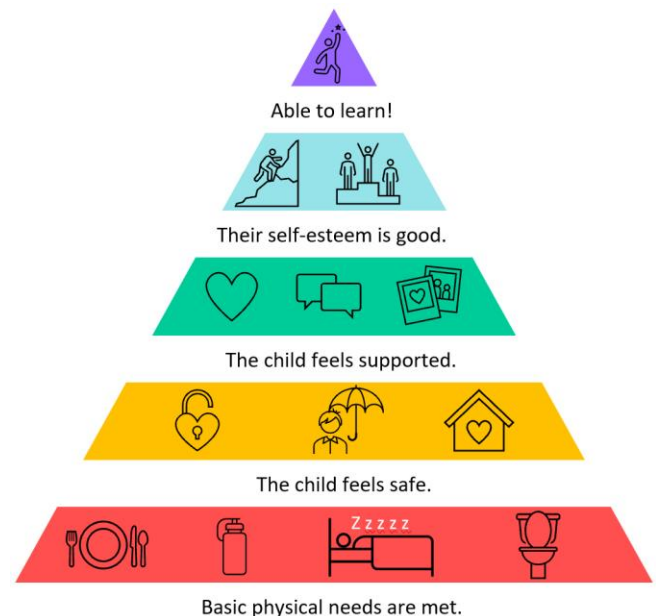 Able to learn!
Their self-esteem is good.
The child feels supported.
The child feels safe.
Z z z z z
Basic physical needs are met.